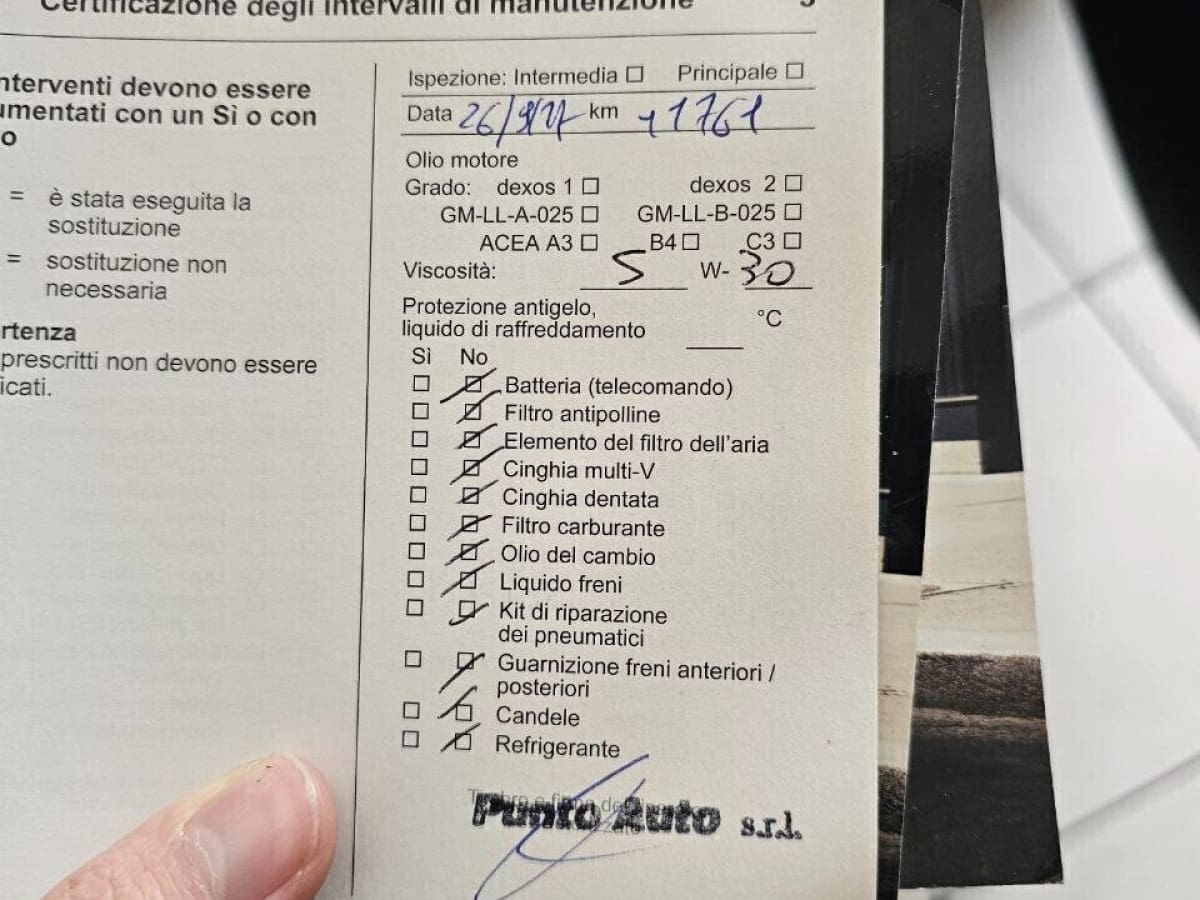 Certificazione degli intervalli di manutenzione
nterventi devono essere
umentati con un Sì o con
o
= è stata eseguita la
sostituzione
= sostituzione non
necessaria
rtenza
prescritti non devono essere
icati.
Ispezione: Intermedia Principale
Data 26/9/17 km 11761
Olio motore
Grado: dexos 1 dexos 2
GM-LL-A-025 GM-LL-B-025
ACEA A3 B4 C3
Viscosità: 5 W- 30
Protezione antigelo,
liquido di raffreddamento °C
Sì No
Batteria (telecomando)
Filtro antipolline
Elemento del filtro dell'aria
Cinghia multi-V
Cinghia dentata
Filtro carburante
Olio del cambio
Liquido freni
Kit di riparazione
dei pneumatici
Guarnizione freni anteriori /
posteriori
Candele
Refrigerante
Punto Auto s.r.l.